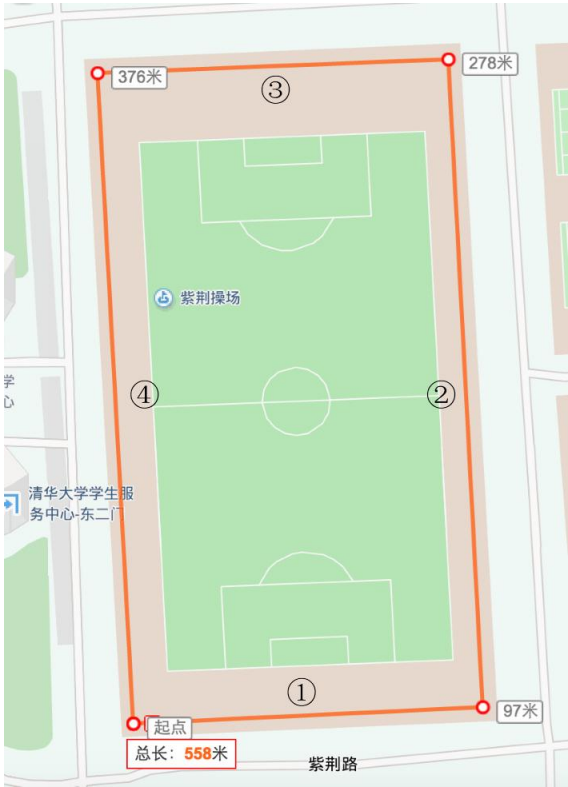 376米
278米
③
紫荆操场
学
心
④
②
清华大学学生服
务中心-东二门
①
97米
起点
总长：558米
紫荆路